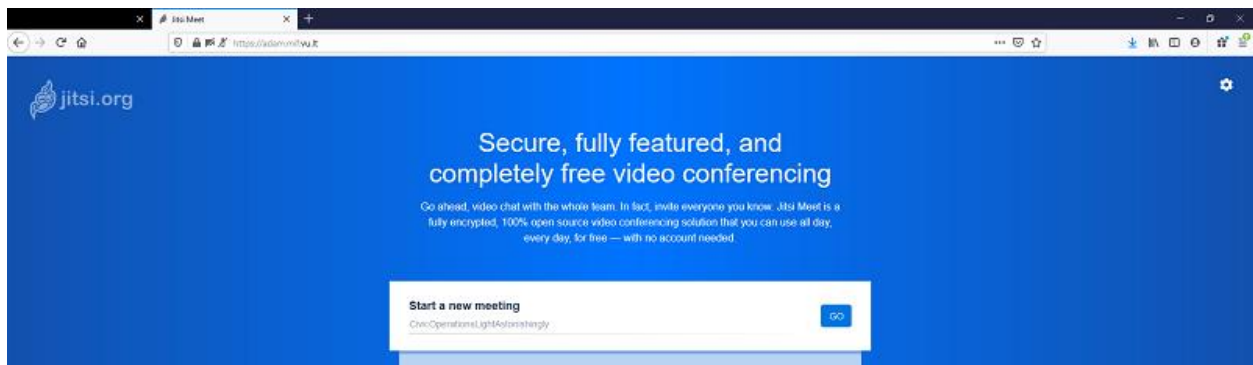 Jitsi Meet
vu.lt
jitsi.org
Secure, fully featured, and
completely free video conferencing
Go ahead, video chat with the whole team. In fact, invite everyone you know. Jitsi Meet is a
fully encrypted, 100% open source video conferencing solution that you can use all day,
every day, for free — with no account needed.
Start a new meeting
GO
CivicOperationsLightAstonishingly